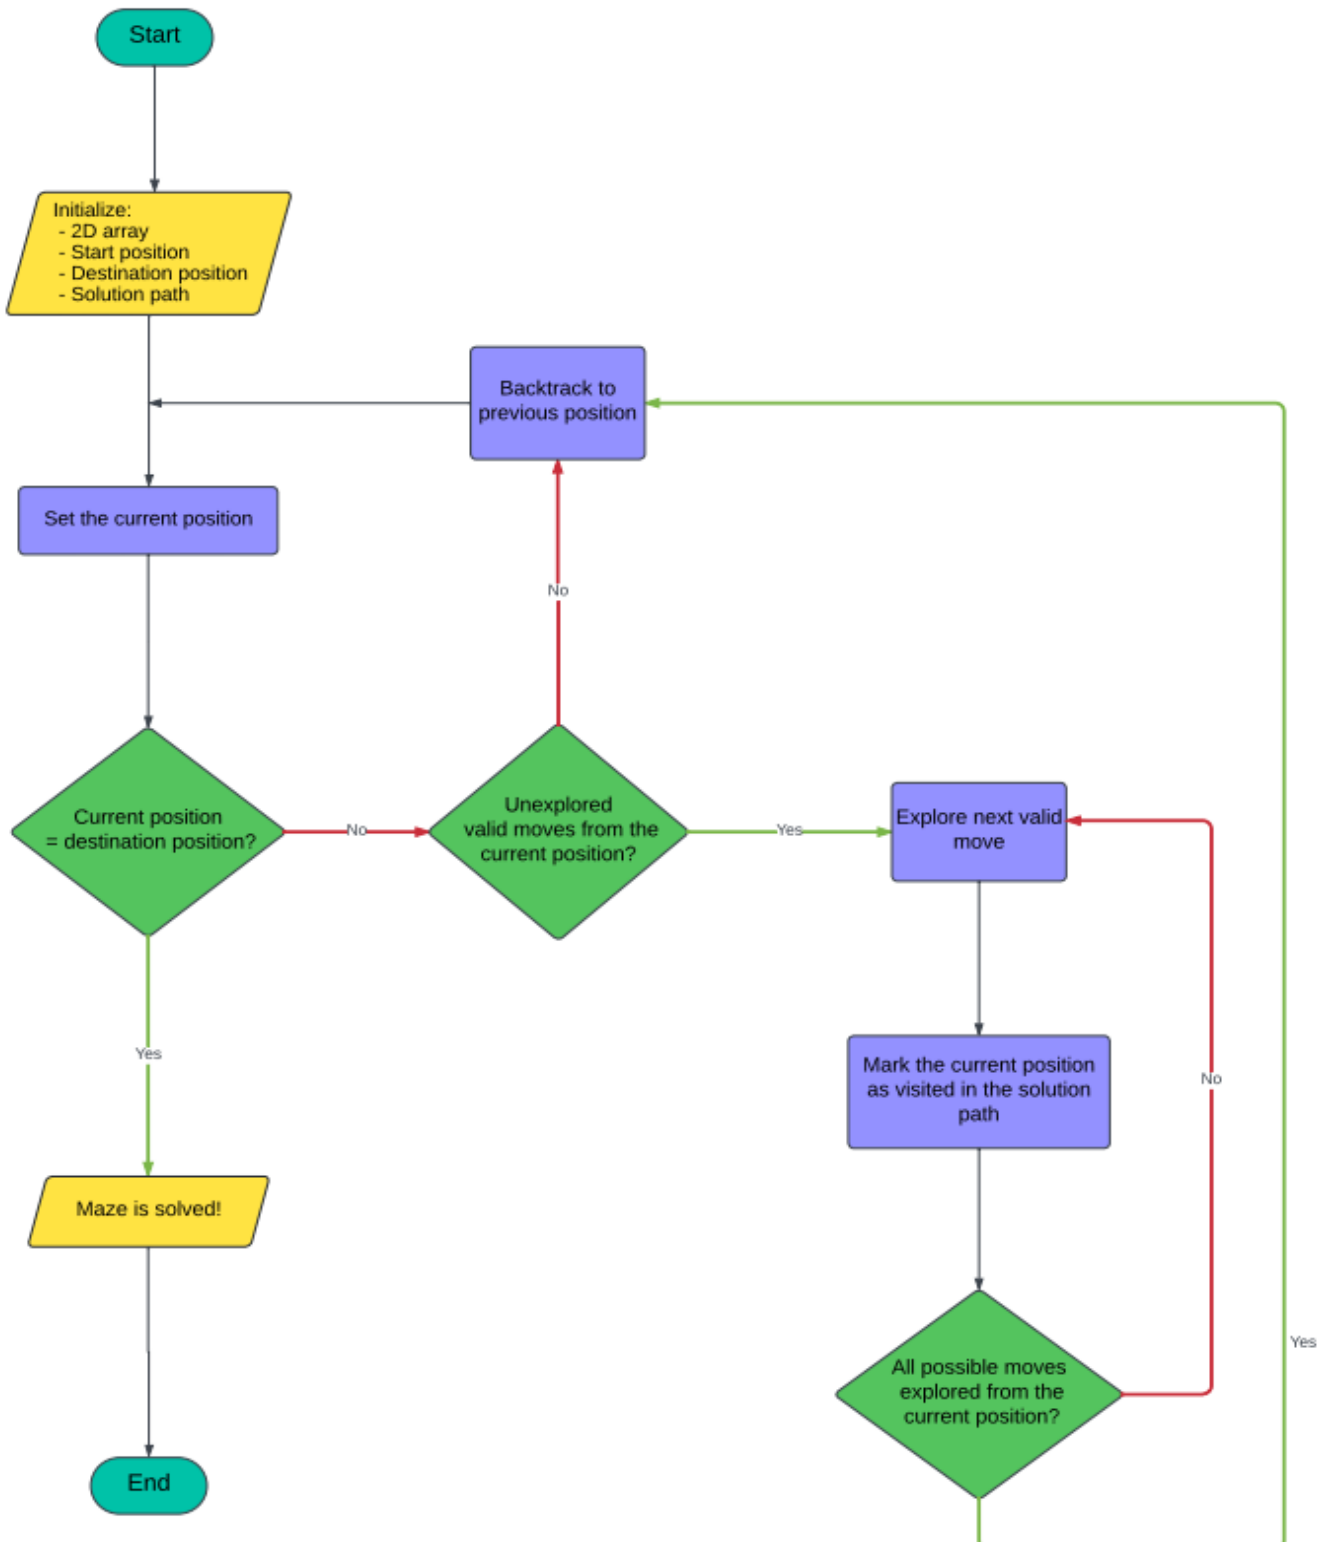 Start
Initialize:
- 2D array
- Start position
- Destination position
- Solution path
Backtrack to
previous position
Set the current position
No
Current position
= destination position?
No
Unexplored
valid moves from the
current position?
Yes
Explore next valid
move
Yes
Mark the current position
as visited in the solution
path
No
Maze is solved!
All possible moves
explored from the
current position?
Yes
End